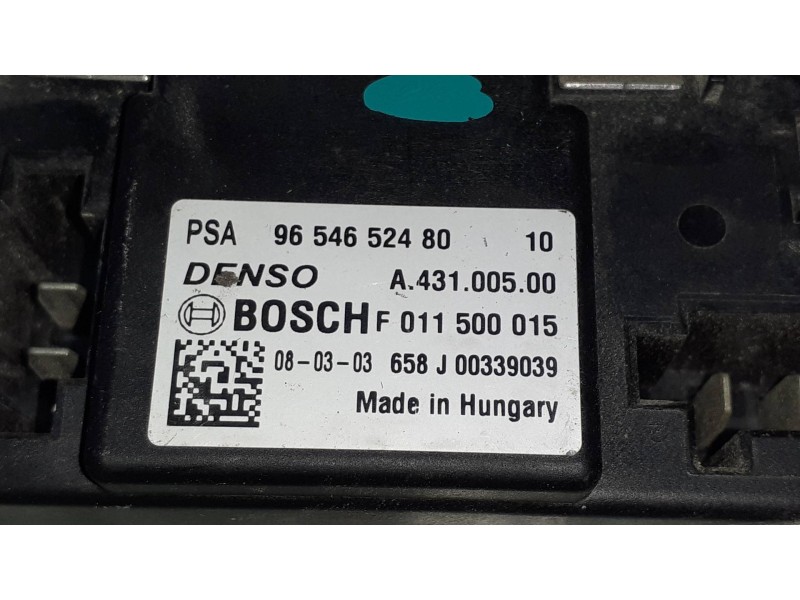 PSA 96 546 524 80 10
DENSO A.431.005.00
BOSCH F 011 500 015
08-03-03 658 J 00339039
Made in Hungary